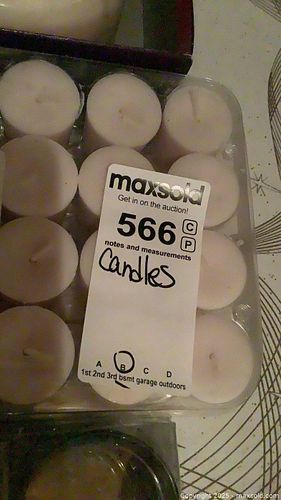 maxsold
Get in on the auction!
566 C
P
notes and measurements
Candles
A B C D
1st 2nd 3rd bsmt garage outdoors
Copyright 2025 - maxsold.com